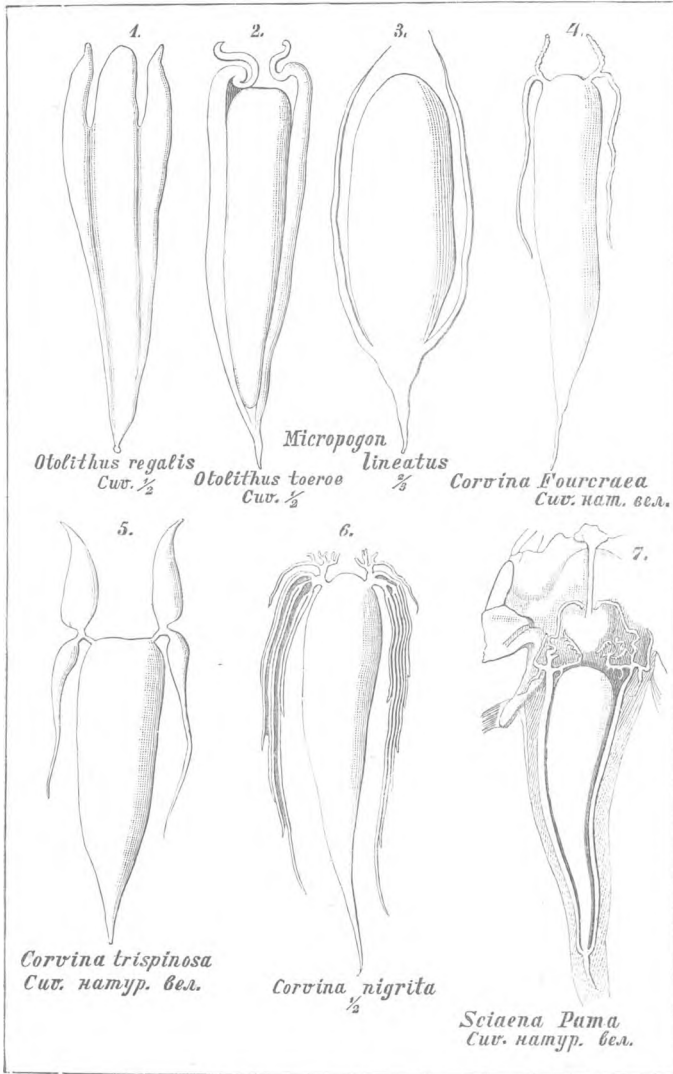 1.
2.
3.
4.
Otolithus regalis
Cuv. 1/2
Otolithus toeroe
Cuv. 1/2
Micropogon
lineatus
2/3
Corvina Fourcraea
Cuv. нат. вел.
5.
6.
7.
Corvina trispinosa
Cuv. натур. вел.
Corvina nigrita
1/2
Sciaena Pama
Cuv. натур. вел.